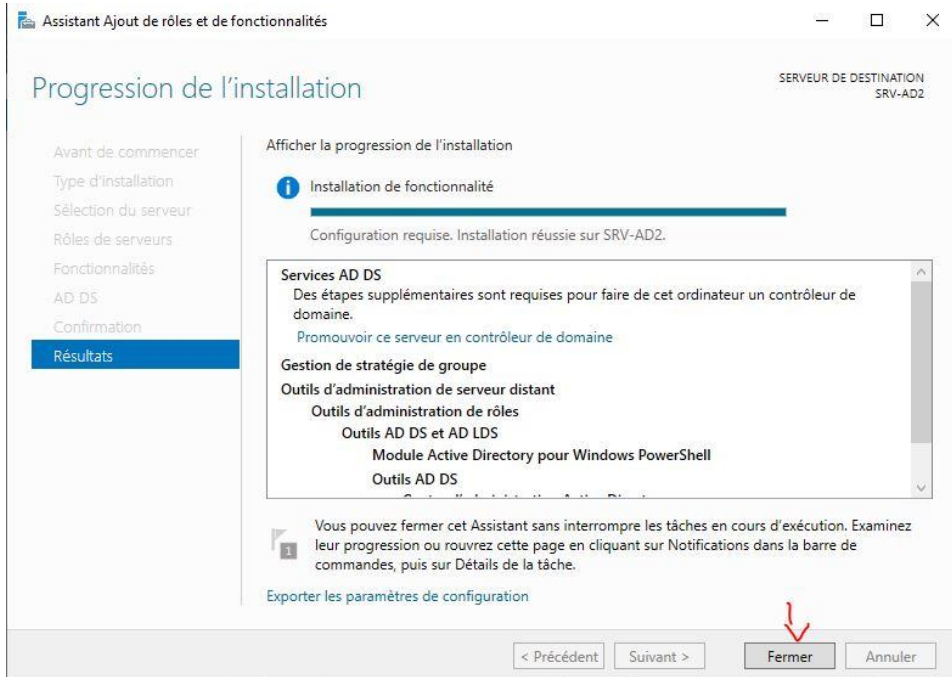 Assistant Ajout de rôles et de fonctionnalités
Progression de l'installation
SERVEUR DE DESTINATION
SRV-AD2
Avant de commencer
Type d'installation
Sélection du serveur
Rôles de serveurs
Fonctionnalités
AD DS
Confirmation
Résultats
Afficher la progression de l'installation
Installation de fonctionnalité
Configuration requise. Installation réussie sur SRV-AD2.
Services AD DS
Des étapes supplémentaires sont requises pour faire de cet ordinateur un contrôleur de
domaine.
Promouvoir ce serveur en contrôleur de domaine
Gestion de stratégie de groupe
Outils d'administration de serveur distant
Outils d'administration de rôles
Outils AD DS et AD LDS
Module Active Directory pour Windows PowerShell
Outils AD DS
1
Vous pouvez fermer cet Assistant sans interrompre les tâches en cours d'exécution. Examinez
leur progression ou rouvrez cette page en cliquant sur Notifications dans la barre de
commandes, puis sur Détails de la tâche.
Exporter les paramètres de configuration
< Précédent
Suivant >
Fermer
Annuler